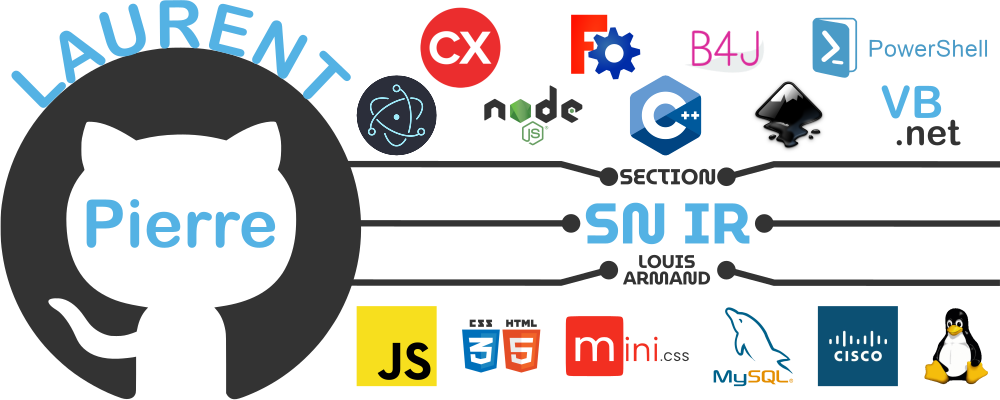 LAURENT
Pierre
CX
F
B4J
PowerShell
node
JS
C++
VB
.net
SECTION
SN IR
LOUIS
ARMAND
JS
CSS HTML
3 5
mini.css
MySQL
CISCO